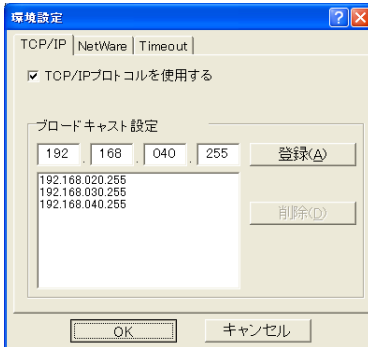 環境設定
TCP/IP NetWare Timeout
TCP/IPプロトコルを使用する
ブロードキャスト設定
192 . 168 . 040 . 255 登録(A)
192.168.020.255
192.168.030.255
192.168.040.255
削除(D)
OK キャンセル